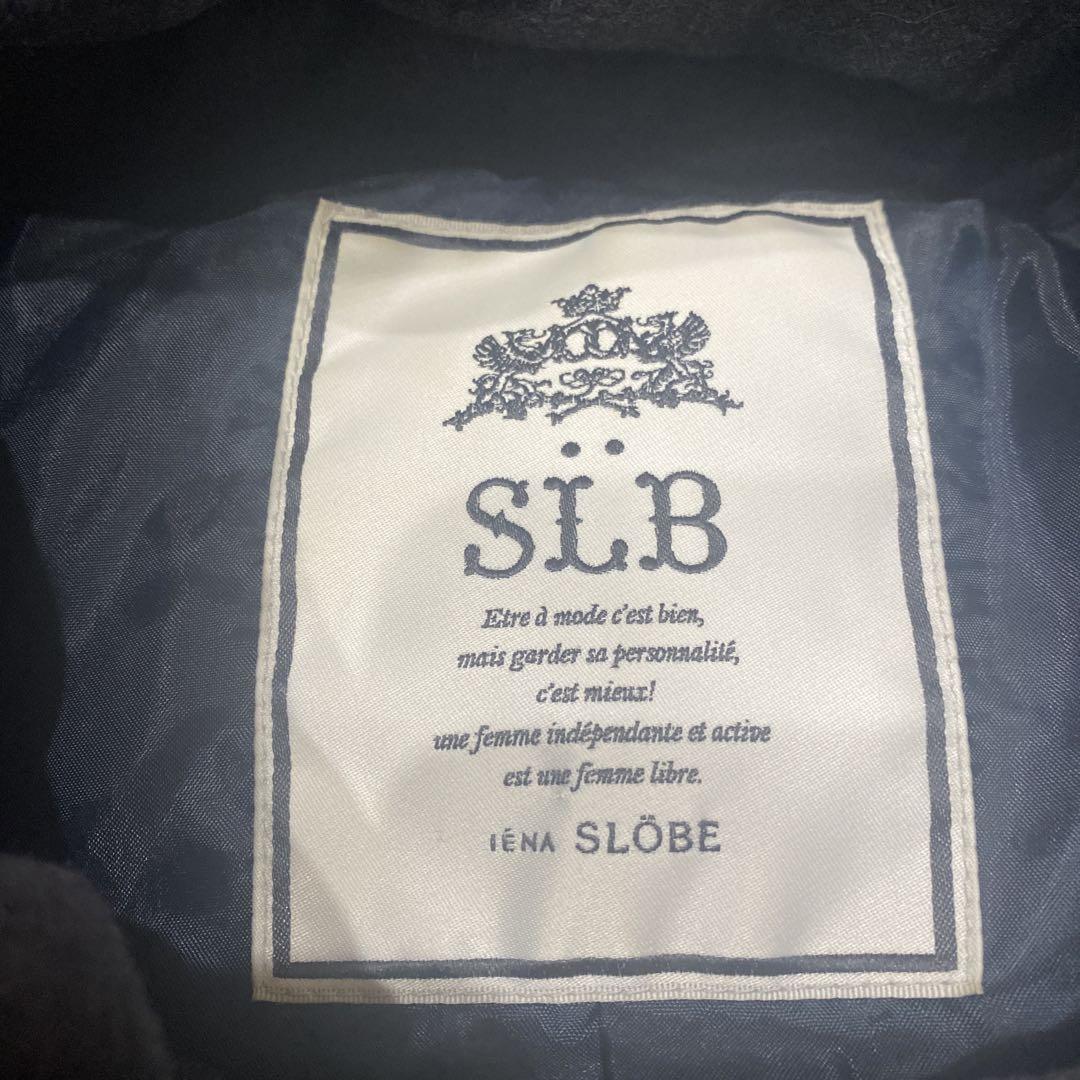 SL̈B
Etre à mode c'est bien,
mais garder sa personnalité,
c'est mieux!
une femme indépendante et active
est une femme libre.
IÉNA SLÖBE